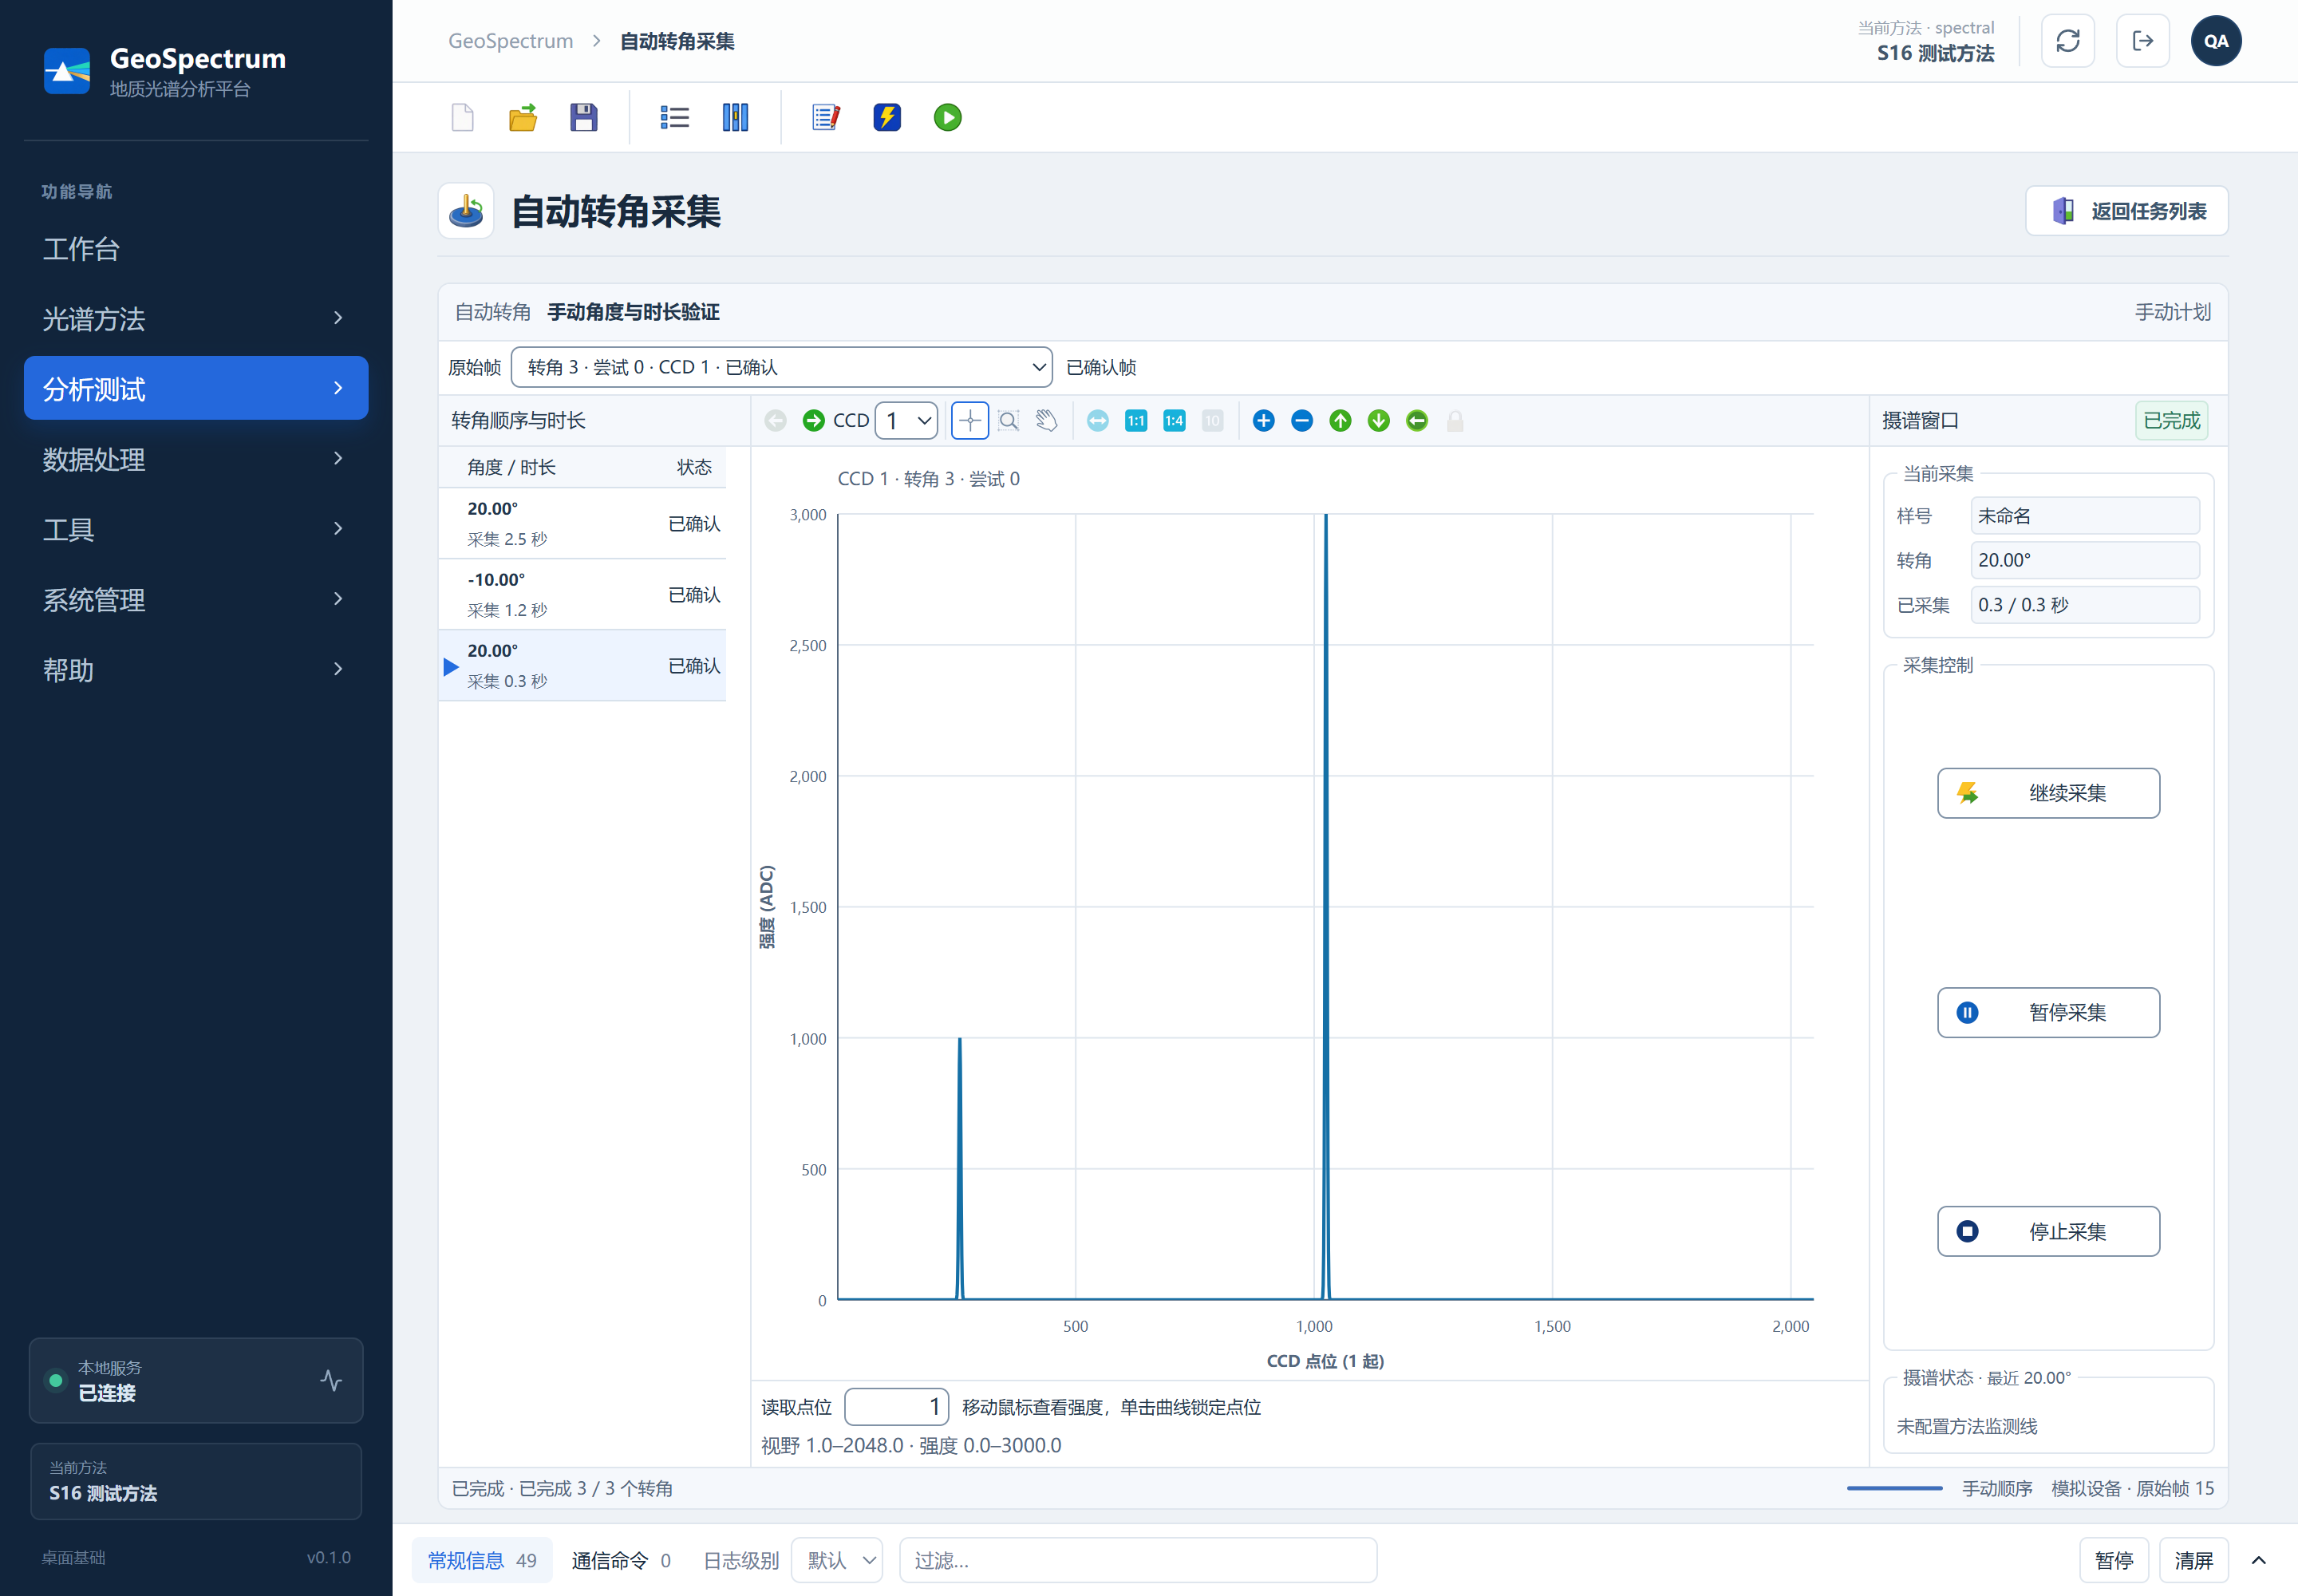 GeoSpectrum
地质光谱分析平台
功能导航
工作台
光谱方法
分析测试
数据处理
工具
系统管理
帮助
本地服务
已连接
当前方法
S16 测试方法
桌面基础 v0.1.0
GeoSpectrum > 自动转角采集
当前方法 · spectral
S16 测试方法
QA
自动转角采集
返回任务列表
自动转角 手动角度与时长验证 手动计划
原始帧 转角 3 · 尝试 0 · CCD 1 · 已确认 已确认帧
转角顺序与时长
角度 / 时长 状态
20.00°
采集 2.5 秒
已确认
-10.00°
采集 1.2 秒
已确认
20.00°
采集 0.3 秒
已确认
CCD 1 1:1 1:4 10
CCD 1 · 转角 3 · 尝试 0
3,000
2,500
2,000
1,500
1,000
500
0
强度 (ADC)
500 1,000 1,500 2,000
CCD 点位 (1 起)
读取点位 1 移动鼠标查看强度，单击曲线锁定点位
视野 1.0–2048.0 · 强度 0.0–3000.0
摄谱窗口 已完成
当前采集
样号 未命名
转角 20.00°
已采集 0.3 / 0.3 秒
采集控制
继续采集
暂停采集
停止采集
摄谱状态 · 最近 20.00°
未配置方法监测线
已完成 · 已完成 3 / 3 个转角
手动顺序 模拟设备 · 原始帧 15
常规信息 49 通信命令 0 日志级别 默认 过滤... 暂停 清屏